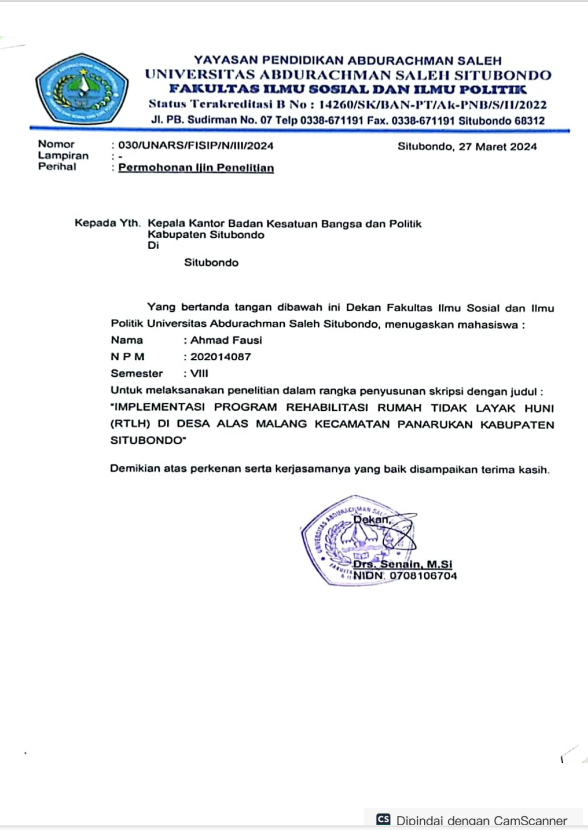 YAYASAN PENDIDIKAN ABDURACHMAN SALEH
UNIVERSITAS ABDURACHMAN SALEH SITUBONDO
FAKULTAS ILMU SOSIAL DAN ILMU POLITIK
Status Terakreditasi B No : 14260/SK/BAN-PT/Ak-PNB/S/II/2022
Jl. PB. Sudirman No. 07 Telp 0338-671191 Fax. 0338-671191 Situbondo 68312
Nomor : 030/UNARS/FISIP/N/III/2024 Situbondo, 27 Maret 2024
Lampiran : -
Perihal : Permohonan Ijin Penelitian
Kepada Yth. Kepala Kantor Badan Kesatuan Bangsa dan Politik
Kabupaten Situbondo
Di
Situbondo
Yang bertanda tangan dibawah ini Dekan Fakultas Ilmu Sosial dan Ilmu
Politik Universitas Abdurachman Saleh Situbondo, menugaskan mahasiswa :
Nama : Ahmad Fausi
N P M : 202014087
Semester : VIII
Untuk melaksanakan penelitian dalam rangka penyusunan skripsi dengan judul :
"IMPLEMENTASI PROGRAM REHABILITASI RUMAH TIDAK LAYAK HUNI
(RTLH) DI DESA ALAS MALANG KECAMATAN PANARUKAN KABUPATEN
SITUBONDO"
Demikian atas perkenan serta kerjasamanya yang baik disampaikan terima kasih.
Dekan,
Drs. Senain, M.Si
NIDN. 0708106704
CS Dipindai dengan CamScanner